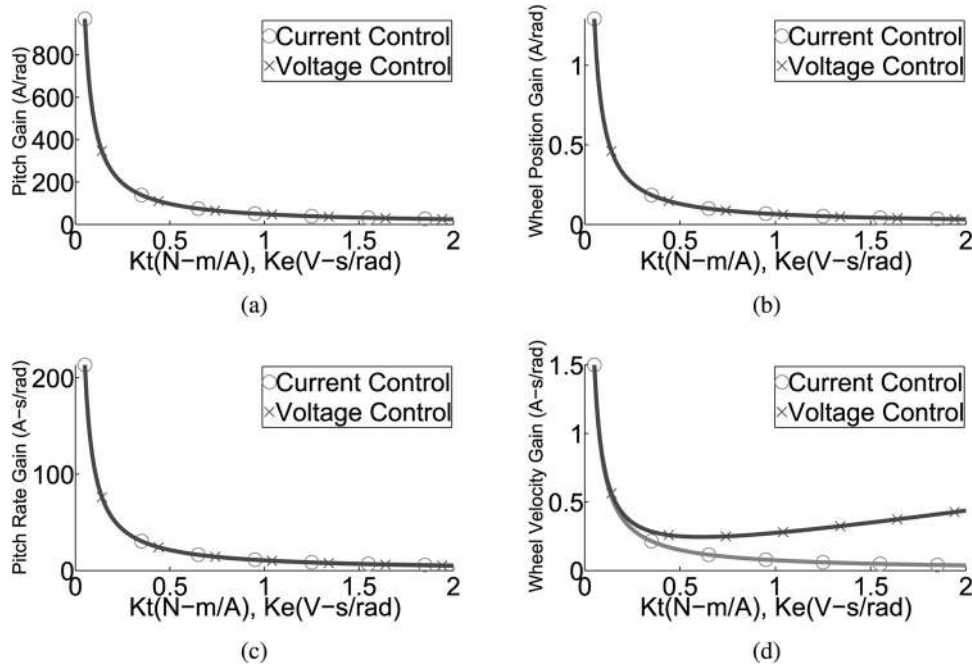 Pitch Gain (A/rad)
800
600
400
200
0
0 0.5 1 1.5 2
Kt(N−m/A), Ke(V−s/rad)
Current Control
Voltage Control
(a)
Wheel Position Gain (A/rad)
1
0.5
0
0 0.5 1 1.5 2
Kt(N−m/A), Ke(V−s/rad)
Current Control
Voltage Control
(b)
Pitch Rate Gain (A−s/rad)
200
100
0
0 0.5 1 1.5 2
Kt(N−m/A), Ke(V−s/rad)
Current Control
Voltage Control
(c)
Wheel Velocity Gain (A−s/rad)
1.5
1
0.5
0
0 0.5 1 1.5 2
Kt(N−m/A), Ke(V−s/rad)
Current Control
Voltage Control
(d)